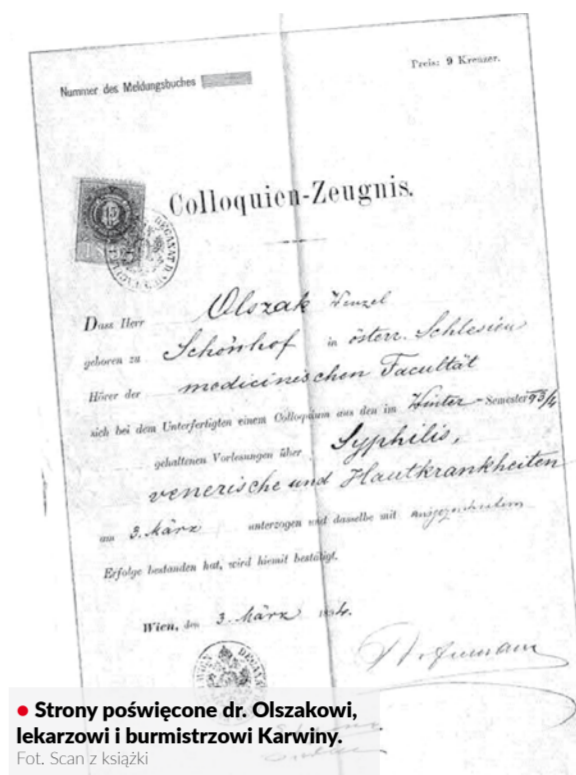 Nummer des Meldungsbuches
Preis: 9 Kreuzer.
15
Colloquien-Zeugnis.
Dass Herr Olszak Wenzel
geboren zu Schönhof in österr. Schlesien
Hörer der medicinischen Facultät
sich bei dem Unterfertigten einem Colloquium aus den im Winter-Semester 93/4
gehaltenen Vorlesungen über Syphilis,
venerische und Hautkrankheiten
am 3. März unterzogen und dasselbe mit ausgezeichnetem
Erfolge bestanden hat, wird hiemit bestätigt.
Wien, den 3. März 1894.
● Strony poświęcone dr. Olszakowi,
lekarzowi i burmistrzowi Karwiny.
Fot. Scan z książki